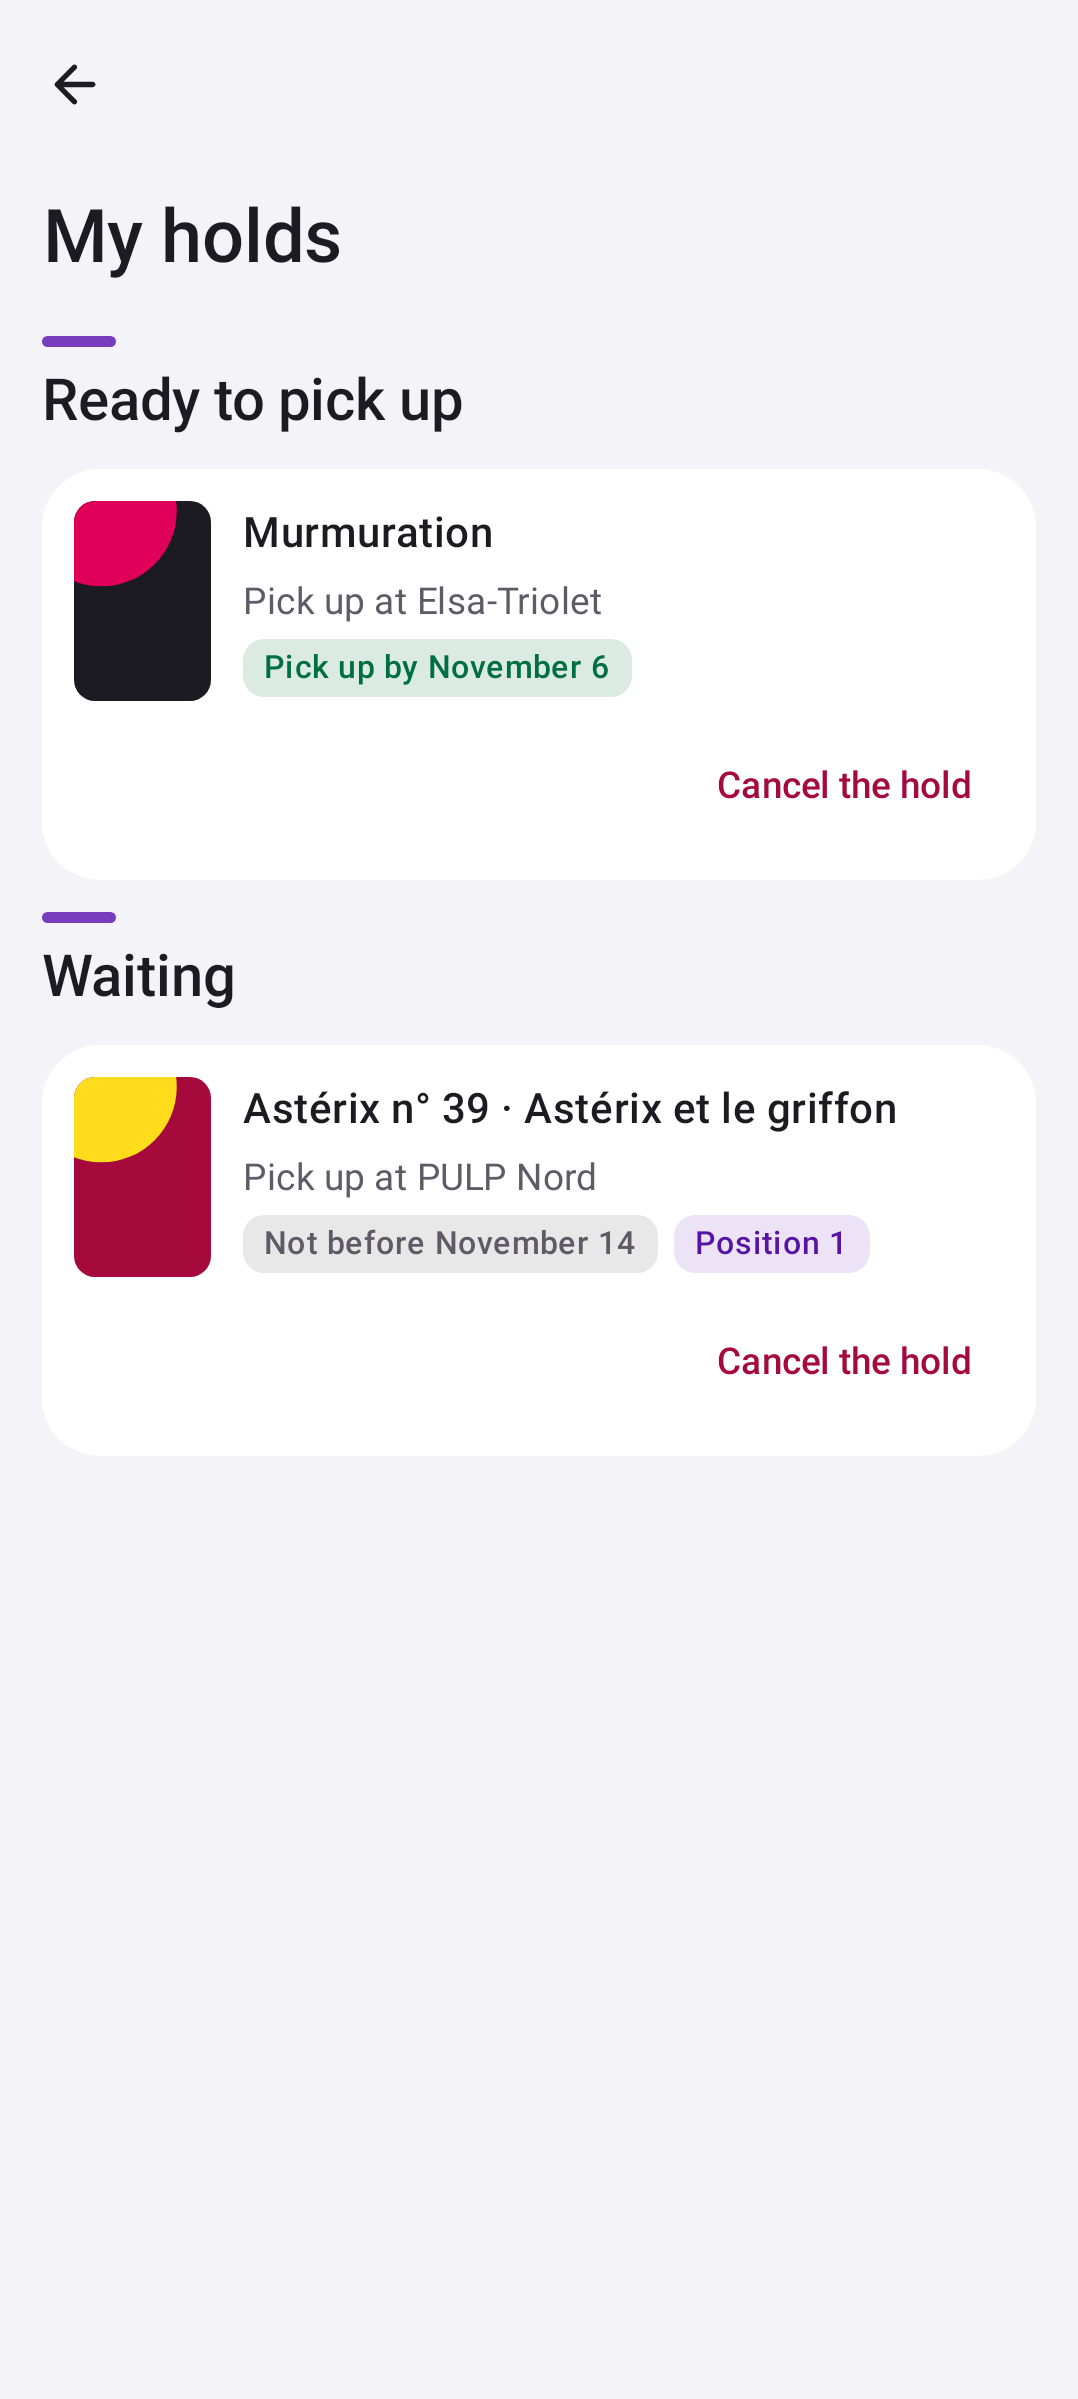 My holds
Ready to pick up
Murmuration
Pick up at Elsa-Triolet
Pick up by November 6
Cancel the hold
Waiting
Astérix n° 39 · Astérix et le griffon
Pick up at PULP Nord
Not before November 14
Position 1
Cancel the hold